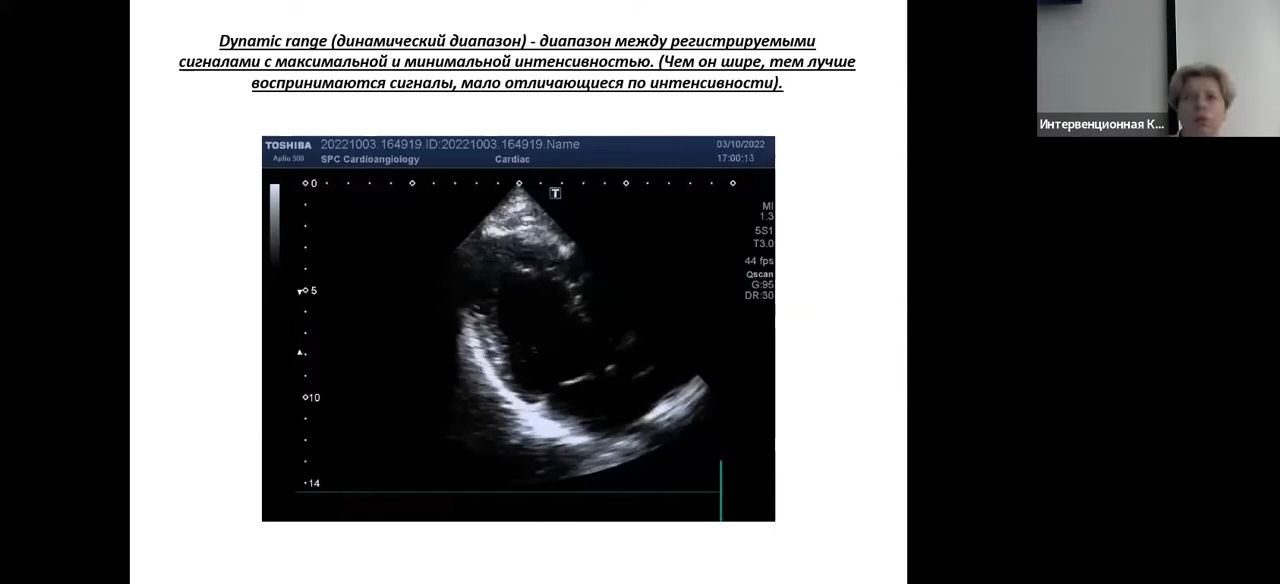 Dynamic range (динамический диапазон) - диапазон между регистрируемыми
сигналами с максимальной и минимальной интенсивностью. (Чем он шире, тем лучше
воспринимаются сигналы, мало отличающиеся по интенсивности).
Интервенционная К...
TOSHIBA 20221003.164919.ID:20221003.164919.Name 03/10/2022
Aplio 500 SPC Cardioangiology Cardiac 17:00:13
0
T
MI
1.3
5S1
T3.0
44 fps
Qscan
G:95
DR:30
5
10
14